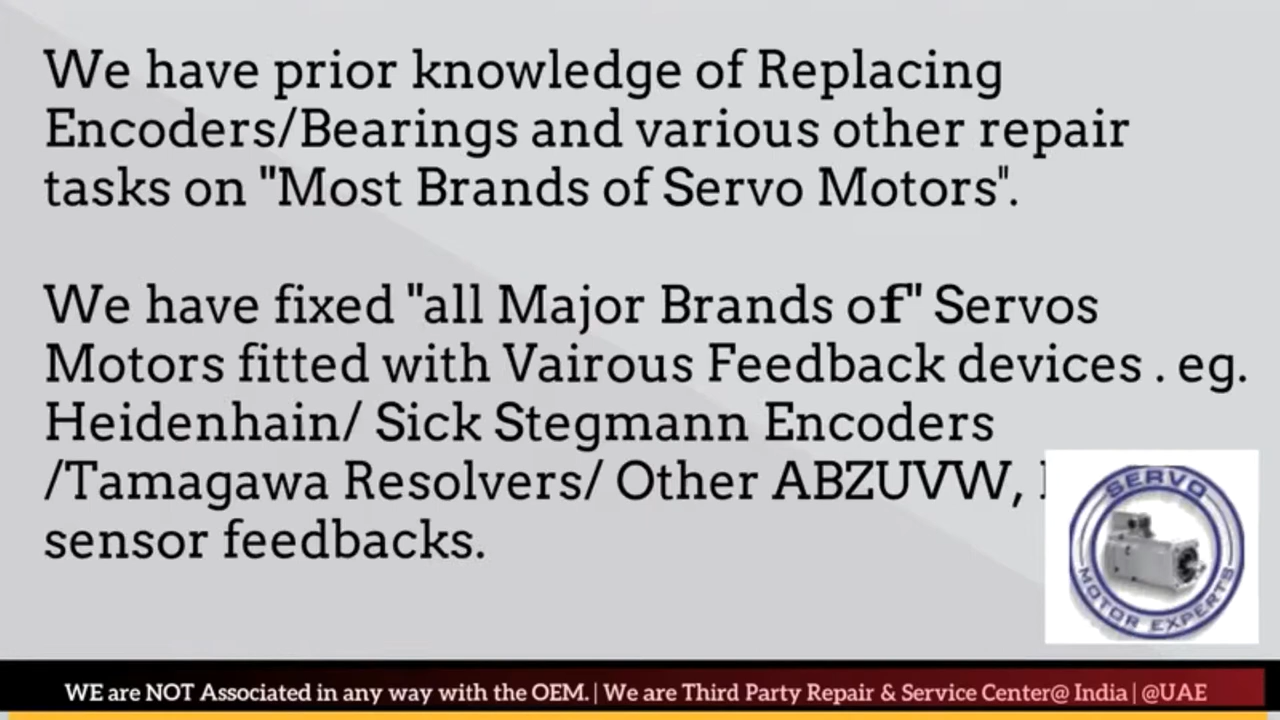 We have prior knowledge of Replacing
Encoders/Bearings and various other repair
tasks on "Most Brands of Servo Motors".
We have fixed "all Major Brands of" Servos
Motors fitted with Vairous Feedback devices . eg.
Heidenhain/ Sick Stegmann Encoders
/Tamagawa Resolvers/ Other ABZUVW,
sensor feedbacks.
SERVO
MOTOR EXPERTS
WE are NOT Associated in any way with the OEM. | We are Third Party Repair & Service Center@ India | @UAE